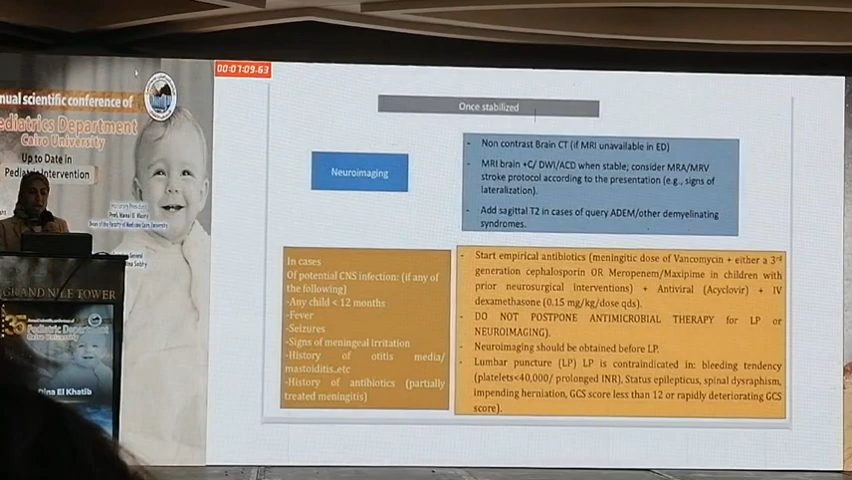 00:07:09-63
nual scientific conference of
ediatrics Department
Cairo University
Up to Date in
Pediatric Intervention
Honorary President
GRAND NILE TOWER
35
Pediatric Department
Cairo University
Dina El Khatib
Once stabilized
Neuroimaging
- Non contrast Brain CT (if MRI unavailable in ED)
- MRI brain +C/ DWI/ACD when stable; consider MRA/MRV
stroke protocol according to the presentation (e.g., signs of
lateralization).
- Add sagittal T2 in cases of query ADEM/other demyelinating
syndromes.
In cases
Of potential CNS infection: (if any of
the following)
-Any child < 12 months
-Fever
-Seizures
-Signs of meningeal irritation
-History of otitis media/
mastoiditis..etc
-History of antibiotics (partially
treated meningitis)
- Start empirical antibiotics (meningitic dose of Vancomycin + either a 3rd
generation cephalosporin OR Meropenem/Maxipime in children with
prior neurosurgical interventions) + Antiviral (Acyclovir) + IV
dexamethasone (0.15 mg/kg/dose qds).
- DO NOT POSTPONE ANTIMICROBIAL THERAPY for LP or
NEUROIMAGING).
- Neuroimaging should be obtained before LP.
- Lumbar puncture (LP) LP is contraindicated in: bleeding tendency
(platelets<40,000/ prolonged INR), Status epilepticus, spinal dysraphism,
impending herniation, GCS score less than 12 or rapidly deteriorating GCS
score).